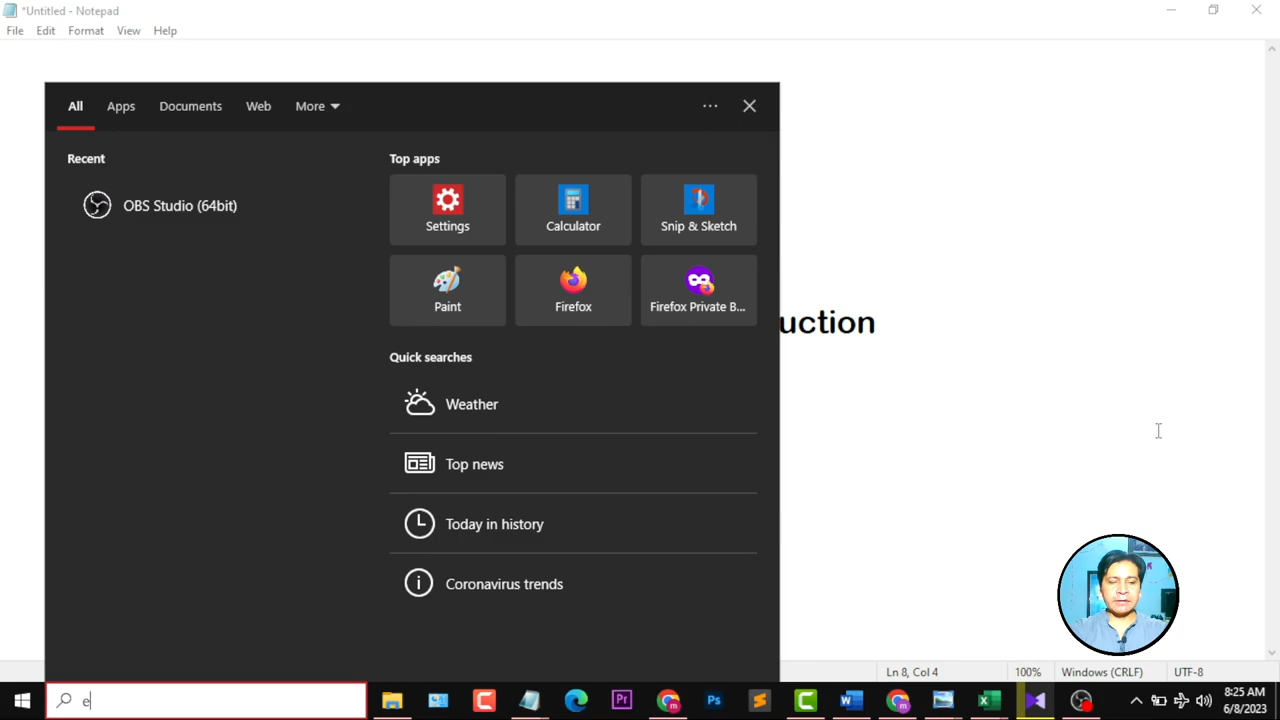 *Untitled - Notepad
File Edit Format View Help
All Apps Documents Web More
Recent
OBS Studio (64bit)
Top apps
Settings Calculator Snip & Sketch
Paint Firefox Firefox Private B...
Quick searches
Weather
Top news
Today in history
Coronavirus trends
uction
Ln 8, Col 4 100% Windows (CRLF) UTF-8
e
Pr Ps
8:25 AM
6/8/2023